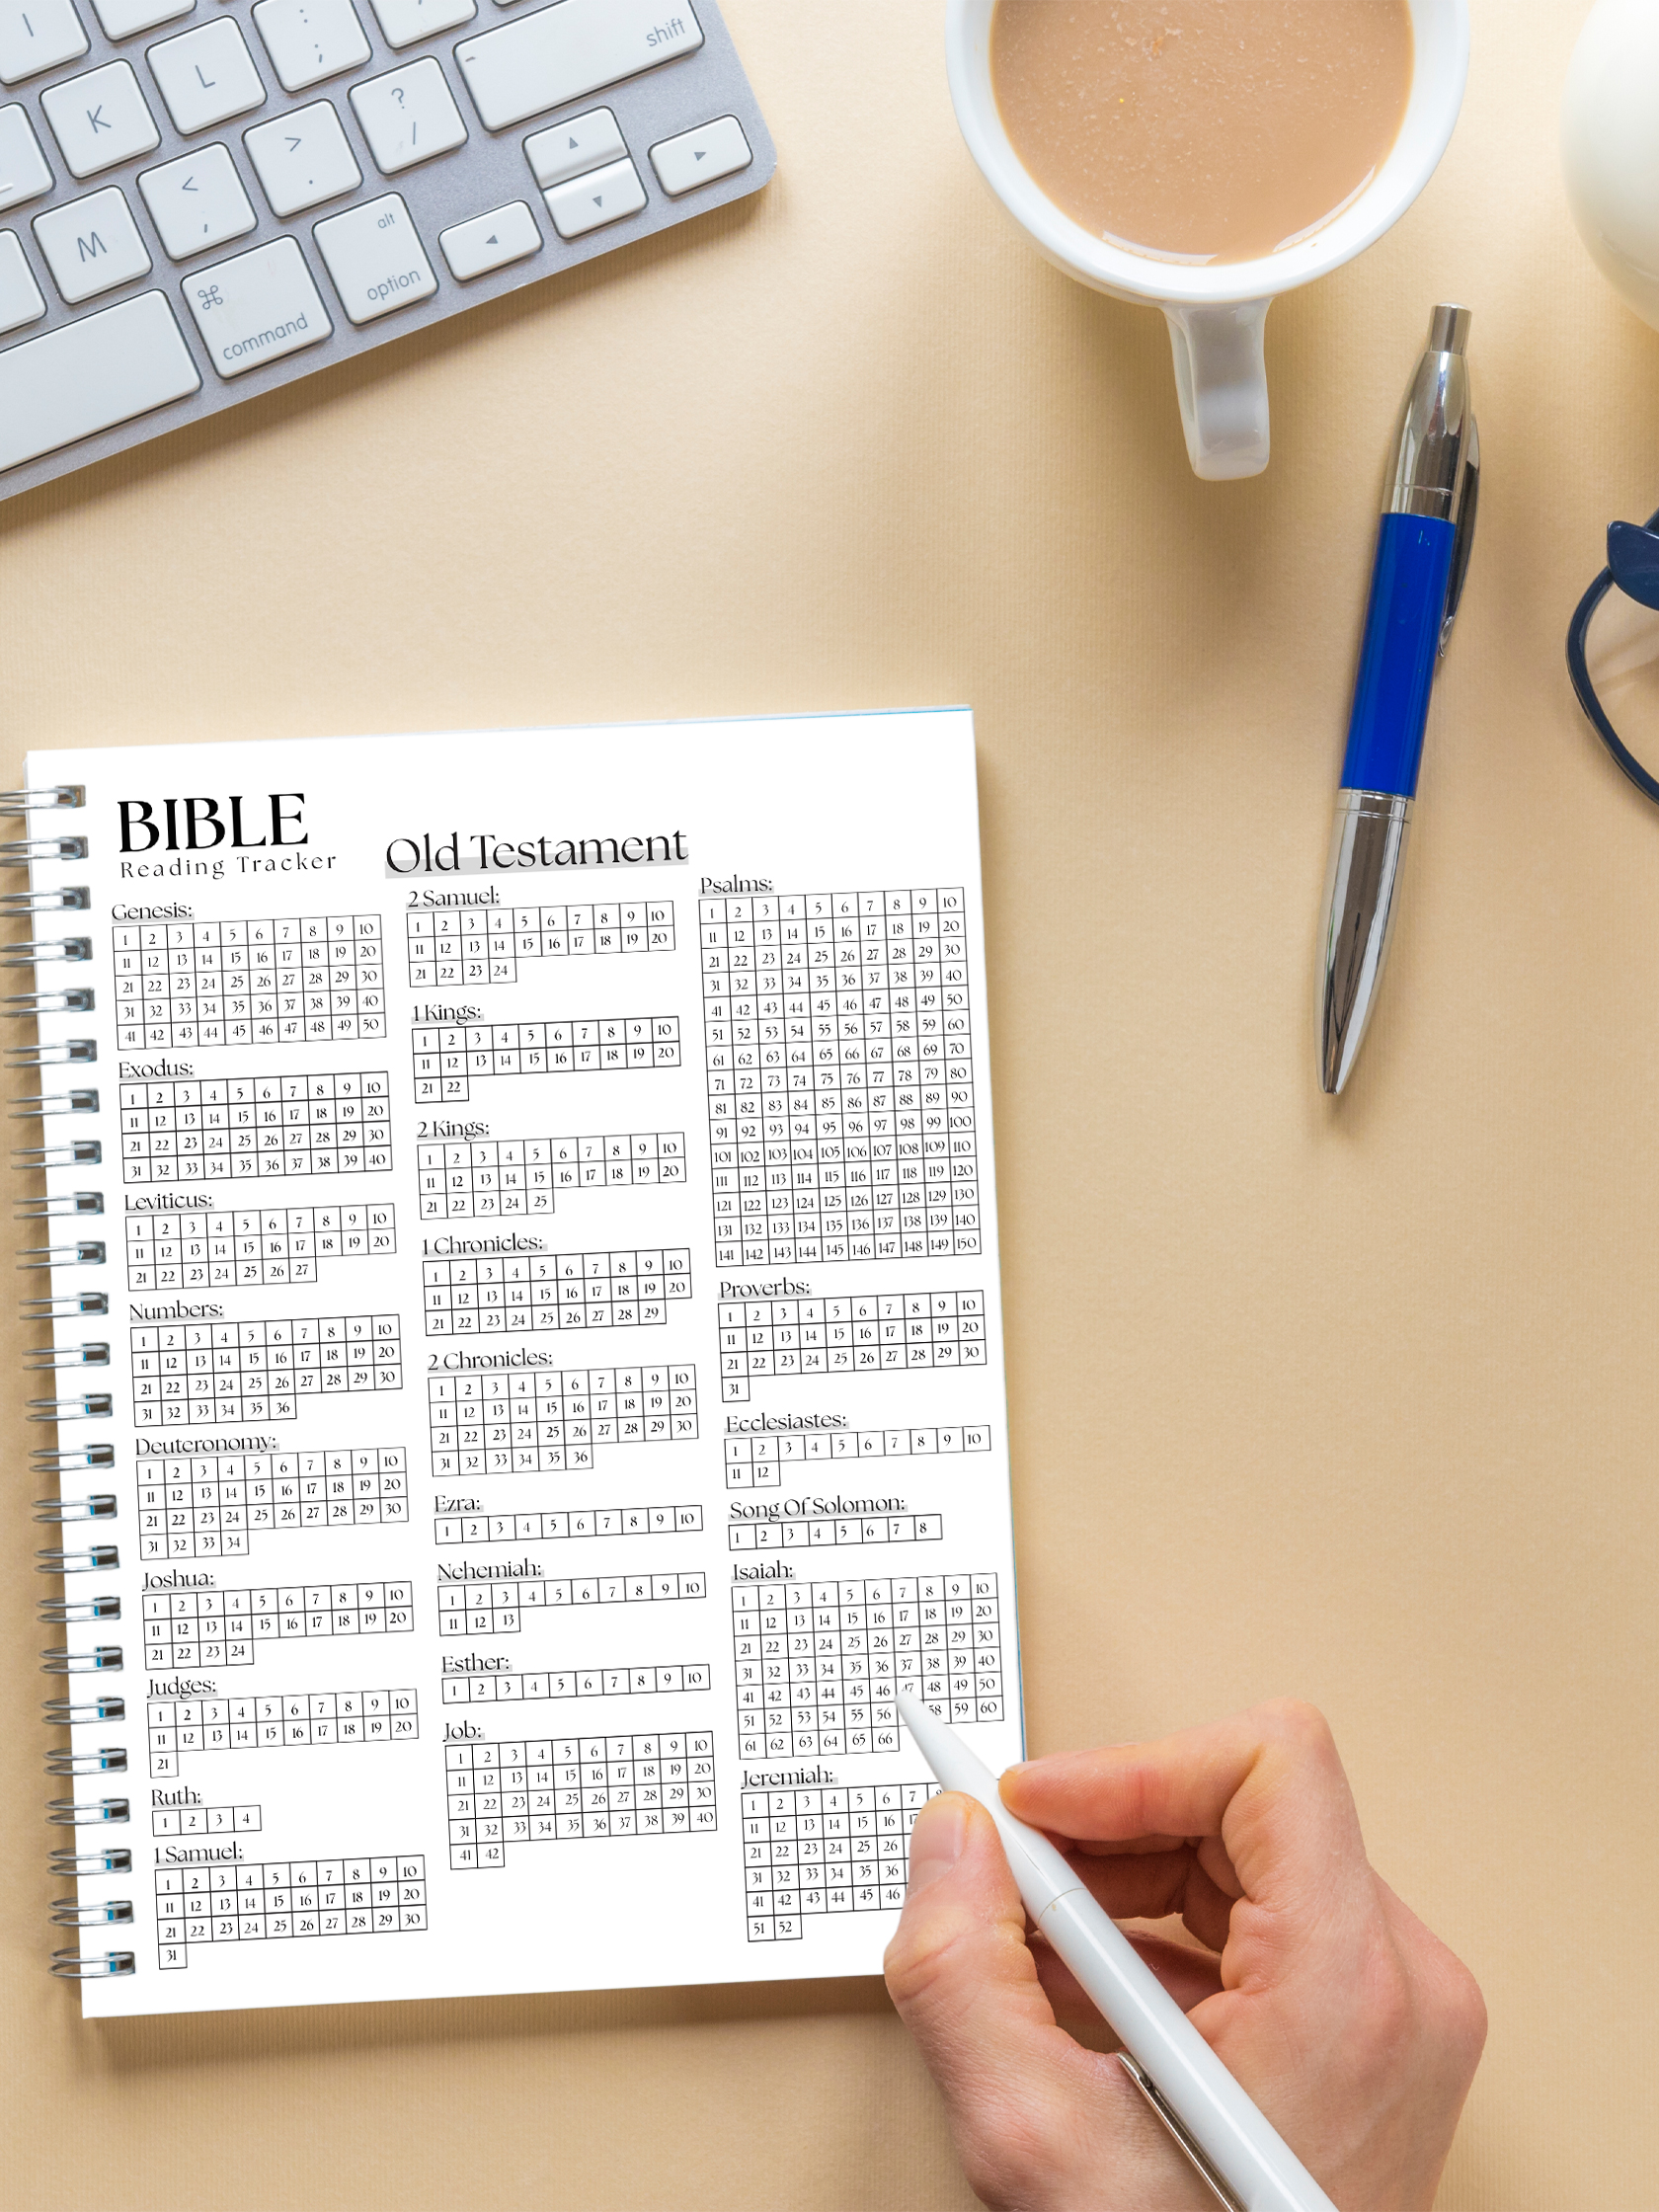 shift
: ;
L
K
? /
> .
< ,
M
alt
option
⌘
command
BIBLE
Reading Tracker
Old Testament
Genesis:
1 2 3 4 5 6 7 8 9 10
11 12 13 14 15 16 17 18 19 20
21 22 23 24 25 26 27 28 29 30
31 32 33 34 35 36 37 38 39 40
41 42 43 44 45 46 47 48 49 50
Exodus:
1 2 3 4 5 6 7 8 9 10
11 12 13 14 15 16 17 18 19 20
21 22 23 24 25 26 27 28 29 30
31 32 33 34 35 36 37 38 39 40
Leviticus:
1 2 3 4 5 6 7 8 9 10
11 12 13 14 15 16 17 18 19 20
21 22 23 24 25 26 27
Numbers:
1 2 3 4 5 6 7 8 9 10
11 12 13 14 15 16 17 18 19 20
21 22 23 24 25 26 27 28 29 30
31 32 33 34 35 36
Deuteronomy:
1 2 3 4 5 6 7 8 9 10
11 12 13 14 15 16 17 18 19 20
21 22 23 24 25 26 27 28 29 30
31 32 33 34
Joshua:
1 2 3 4 5 6 7 8 9 10
11 12 13 14 15 16 17 18 19 20
21 22 23 24
Judges:
1 2 3 4 5 6 7 8 9 10
11 12 13 14 15 16 17 18 19 20
21
Ruth:
1 2 3 4
1 Samuel:
1 2 3 4 5 6 7 8 9 10
11 12 13 14 15 16 17 18 19 20
21 22 23 24 25 26 27 28 29 30
31
2 Samuel:
1 2 3 4 5 6 7 8 9 10
11 12 13 14 15 16 17 18 19 20
21 22 23 24
1 Kings:
1 2 3 4 5 6 7 8 9 10
11 12 13 14 15 16 17 18 19 20
21 22
2 Kings:
1 2 3 4 5 6 7 8 9 10
11 12 13 14 15 16 17 18 19 20
21 22 23 24 25
1 Chronicles:
1 2 3 4 5 6 7 8 9 10
11 12 13 14 15 16 17 18 19 20
21 22 23 24 25 26 27 28 29
2 Chronicles:
1 2 3 4 5 6 7 8 9 10
11 12 13 14 15 16 17 18 19 20
21 22 23 24 25 26 27 28 29 30
31 32 33 34 35 36
Ezra:
1 2 3 4 5 6 7 8 9 10
Nehemiah:
1 2 3 4 5 6 7 8 9 10
11 12 13
Esther:
1 2 3 4 5 6 7 8 9 10
Job:
1 2 3 4 5 6 7 8 9 10
11 12 13 14 15 16 17 18 19 20
21 22 23 24 25 26 27 28 29 30
31 32 33 34 35 36 37 38 39 40
41 42
Psalms:
1 2 3 4 5 6 7 8 9 10
11 12 13 14 15 16 17 18 19 20
21 22 23 24 25 26 27 28 29 30
31 32 33 34 35 36 37 38 39 40
41 42 43 44 45 46 47 48 49 50
51 52 53 54 55 56 57 58 59 60
61 62 63 64 65 66 67 68 69 70
71 72 73 74 75 76 77 78 79 80
81 82 83 84 85 86 87 88 89 90
91 92 93 94 95 96 97 98 99 100
101 102 103 104 105 106 107 108 109 110
111 112 113 114 115 116 117 118 119 120
121 122 123 124 125 126 127 128 129 130
131 132 133 134 135 136 137 138 139 140
141 142 143 144 145 146 147 148 149 150
Proverbs:
1 2 3 4 5 6 7 8 9 10
11 12 13 14 15 16 17 18 19 20
21 22 23 24 25 26 27 28 29 30
31
Ecclesiastes:
1 2 3 4 5 6 7 8 9 10
11 12
Song Of Solomon:
1 2 3 4 5 6 7 8
Isaiah:
1 2 3 4 5 6 7 8 9 10
11 12 13 14 15 16 17 18 19 20
21 22 23 24 25 26 27 28 29 30
31 32 33 34 35 36 37 38 39 40
41 42 43 44 45 46 47 48 49 50
51 52 53 54 55 56 58 59 60
61 62 63 64 65 66
Jeremiah:
1 2 3 4 5 6 7 8
11 12 13 14 15 16
21 22 23 24 25 26
31 32 33 34 35 36
41 42 43 44 45 46
51 52